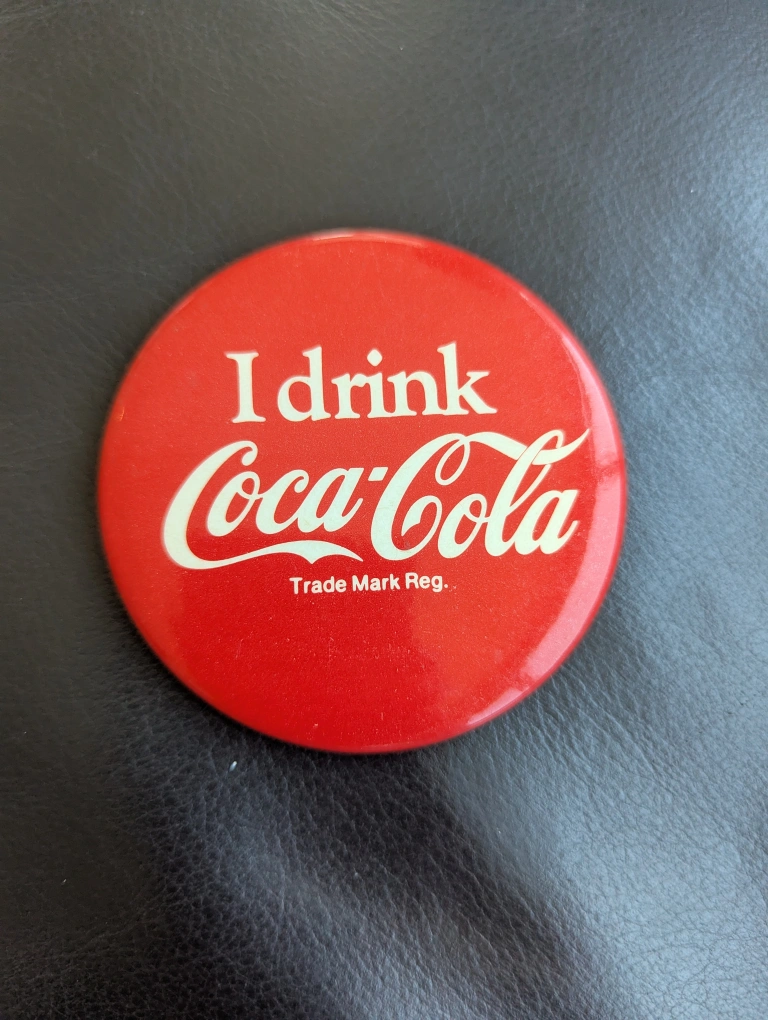 I drink
Coca-Cola
Trade Mark Reg.